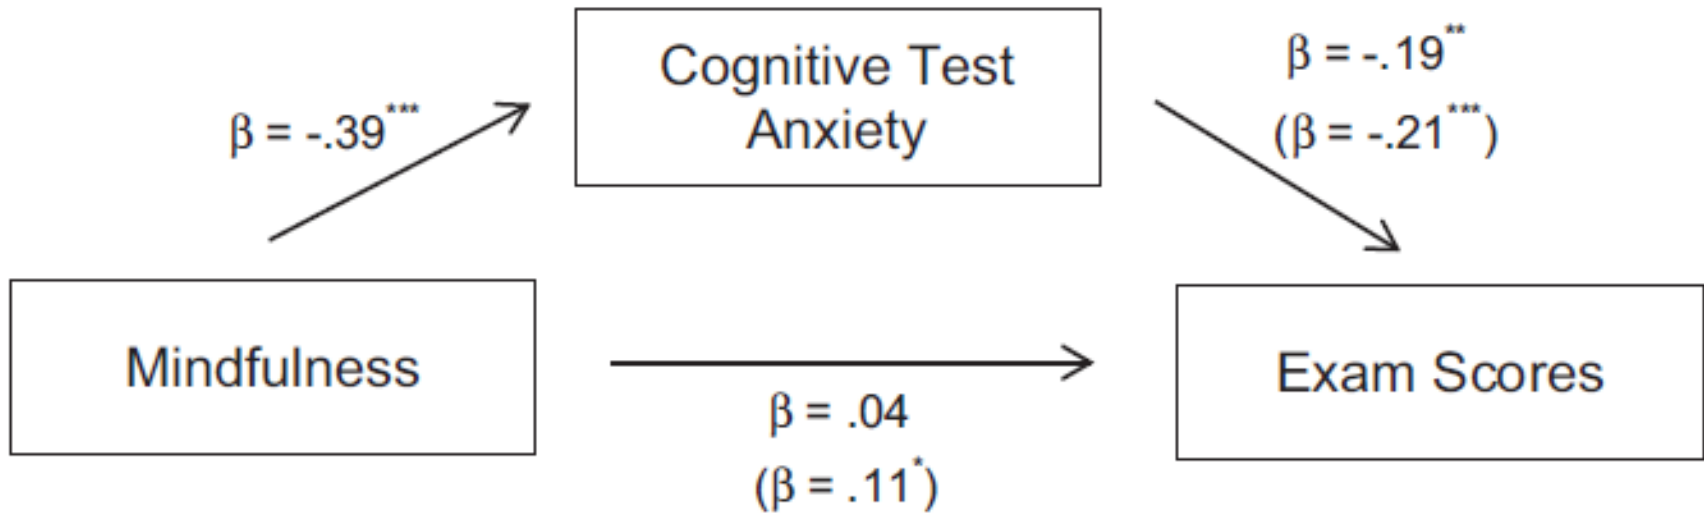 Cognitive Test
Anxiety
β = -.39***
β = -.19**
(β = -.21***)
Mindfulness
β = .04
(β = .11*)
Exam Scores